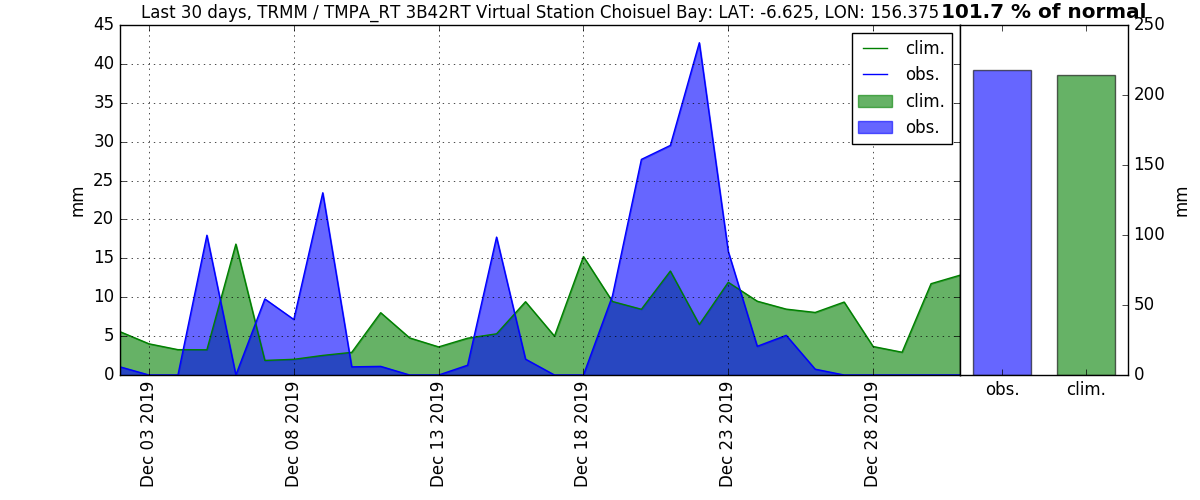 Last 30 days, TRMM / TMPA_RT 3B42RT Virtual Station Choisuel Bay: LAT: -6.625, LON: 156.375
101.7 % of normal
45
40
35
30
25
20
15
10
5
0
mm
clim.
obs.
clim.
obs.
Dec 03 2019
Dec 08 2019
Dec 13 2019
Dec 18 2019
Dec 23 2019
Dec 28 2019
250
200
150
100
50
0
mm
obs.
clim.